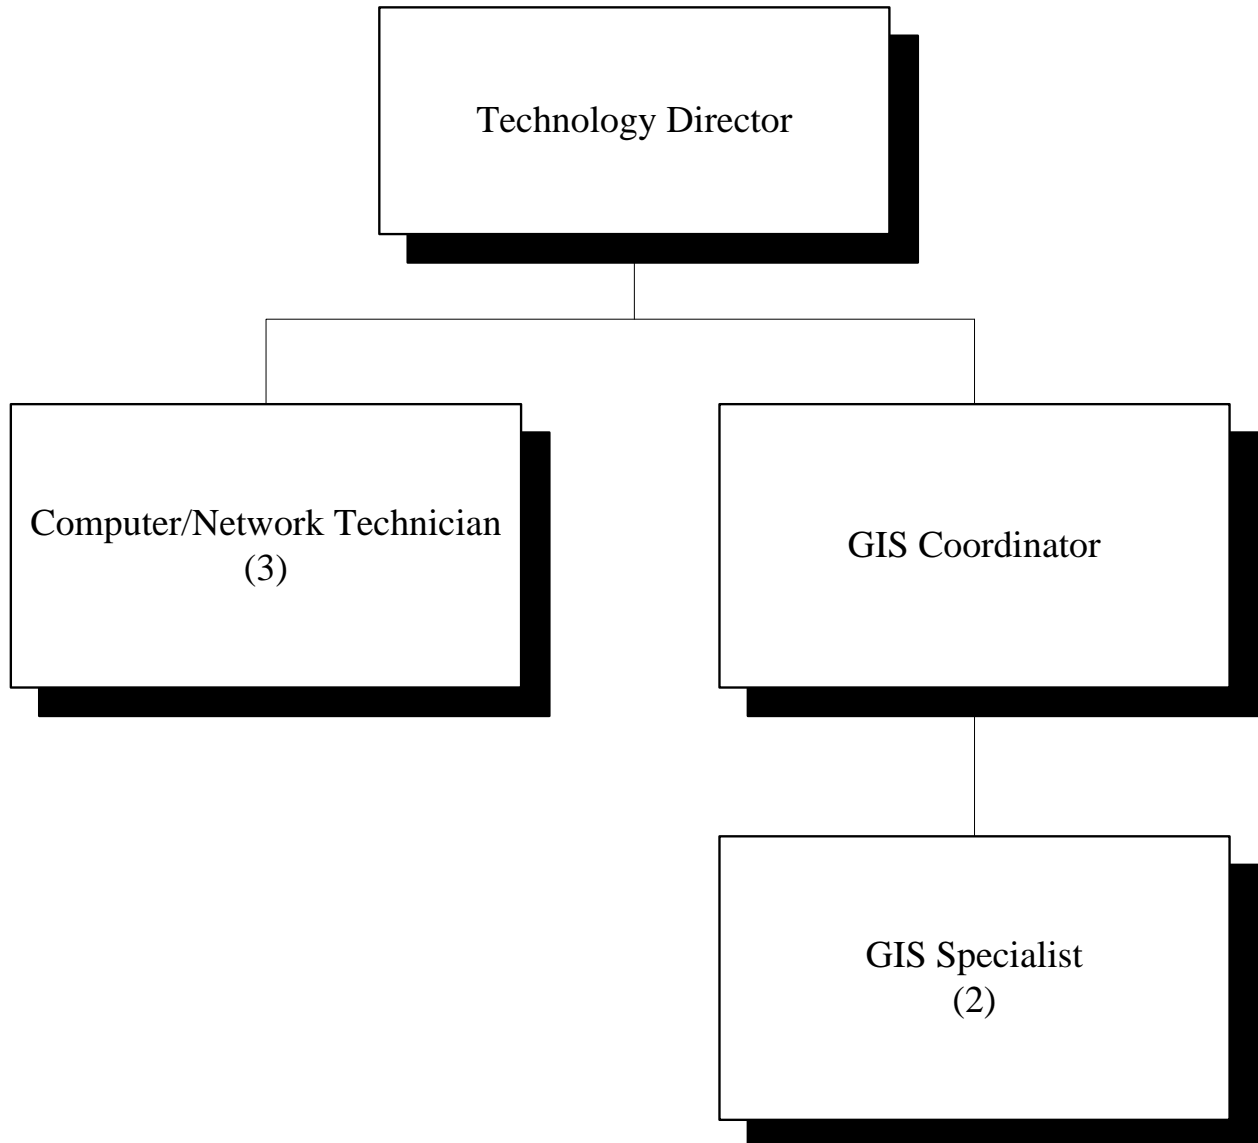 Technology Director
Computer/Network Technician
(3)
GIS Coordinator
GIS Specialist
(2)